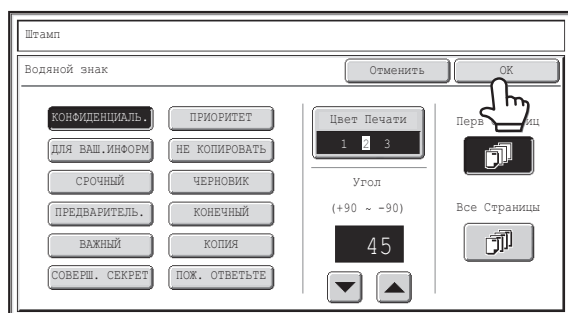 Штамп
Водяной знак
Отменить
OK
КОНФИДЕНЦИАЛЬ.
ПРИОРИТЕТ
ДЛЯ ВАШ.ИНФОРМ
НЕ КОПИРОВАТЬ
СРОЧНЫЙ
ЧЕРНОВИК
ПРЕДВАРИТЕЛЬ.
КОНЕЧНЫЙ
ВАЖНЫЙ
КОПИЯ
СОВЕРШ. СЕКРЕТ
ПОЖ. ОТВЕТЬТЕ
Цвет Печати
1 2 3
Угол
(+90 ~ -90)
45
Перв
Все Страницы